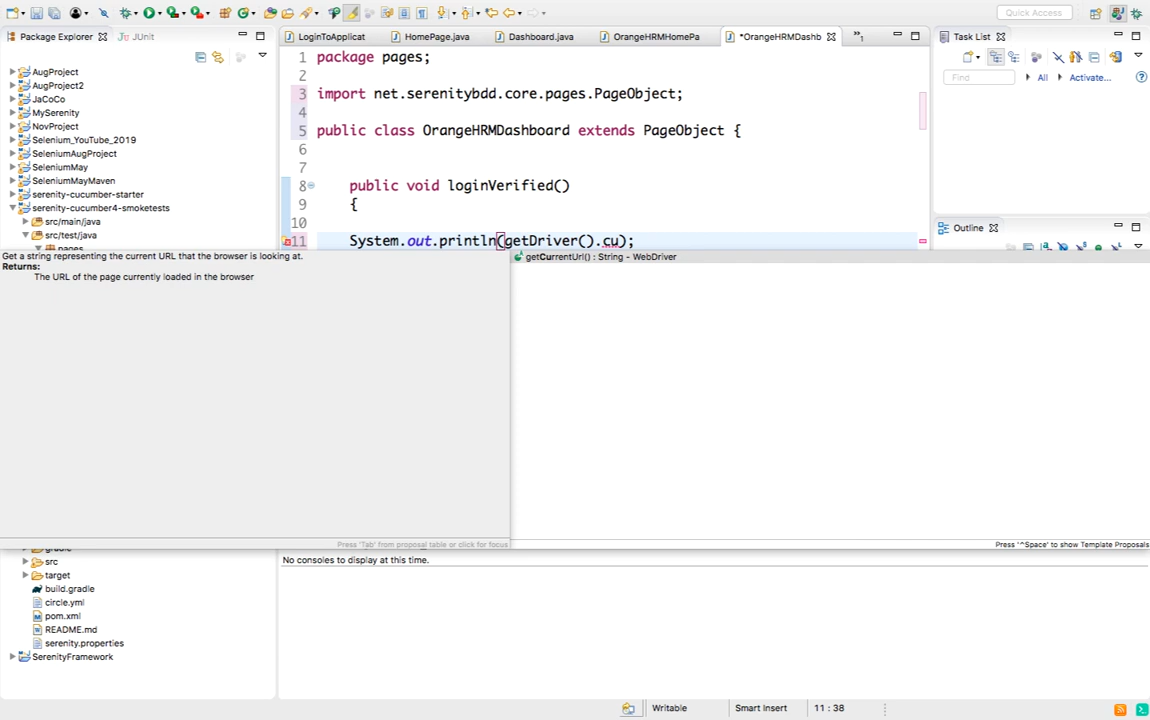 Quick Access
Package Explorer
JUnit
LoginToApplicat
HomePage.java
Dashboard.java
OrangeHRMHomePa
*OrangeHRMDashb
1
Task List
Find
All
Activate...
AugProject
AugProject2
JaCoCo
MySerenity
NovProject
Selenium_YouTube_2019
SeleniumAugProject
SeleniumMay
SeleniumMayMaven
serenity-cucumber-starter
serenity-cucumber4-smoketests
src/main/java
src/test/java
1 package pages;
3 import net.serenitybdd.core.pages.PageObject;
4
5 public class OrangeHRMDashboard extends PageObject {
6
7
8 public void loginVerified()
9 {
10
11 System.out.println(getDriver().cu);
Outline
Get a string representing the current URL that the browser is looking at.
Returns:
The URL of the page currently loaded in the browser
Press 'Tab' from proposal table or click for focus
getCurrentUrl() : String - WebDriver
Press '^Space' to show Template Proposals
src
target
build.gradle
circle.yml
pom.xml
README.md
serenity.properties
SerenityFramework
No consoles to display at this time.
Writable
Smart Insert
11 : 38